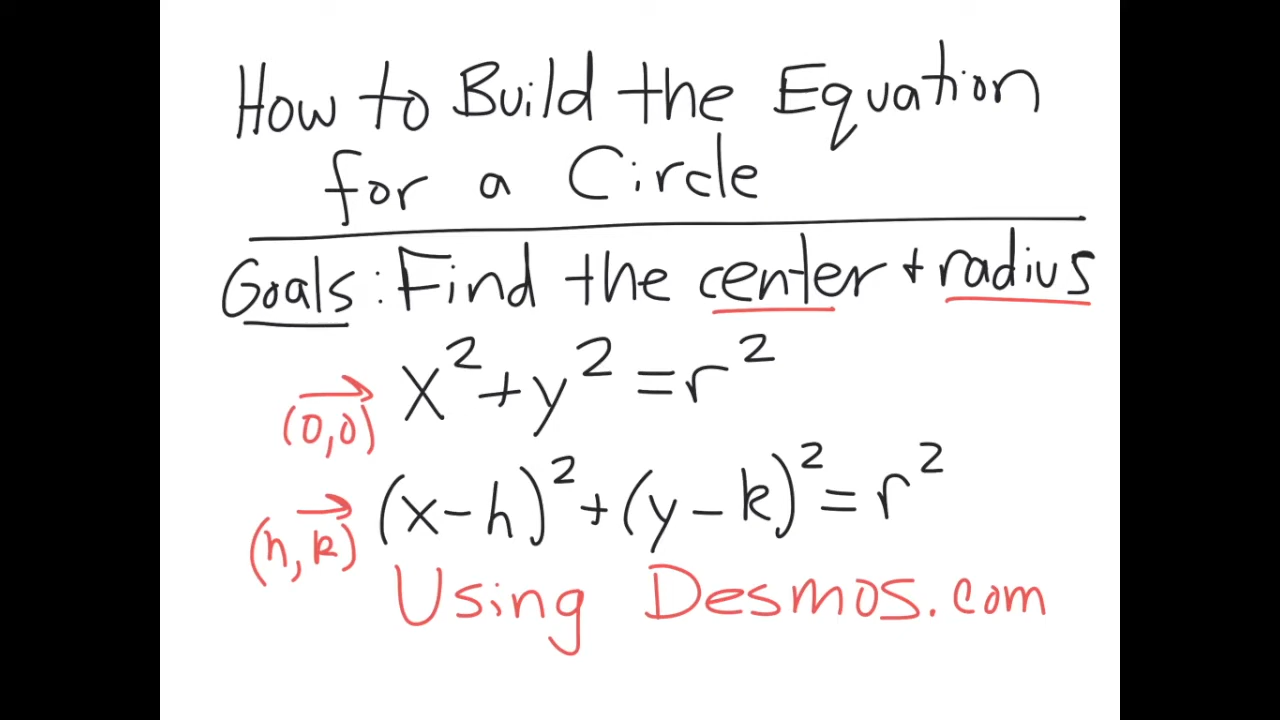 How to Build the Equation
for a Circle
Goals: Find the center + radius
x² + y² = r²
(0,0)
(x-h)² + (y-k)² = r²
(h,k)
Using Desmos.com